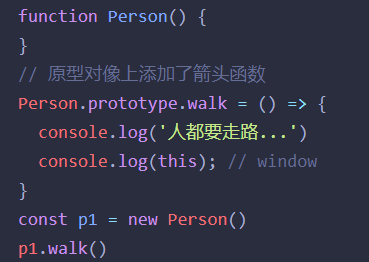 function Person() {
}
// 原型对像上添加了箭头函数
Person.prototype.walk = () => {
  console.log('人都要走路...')
  console.log(this); // window
}
const p1 = new Person()
p1.walk()